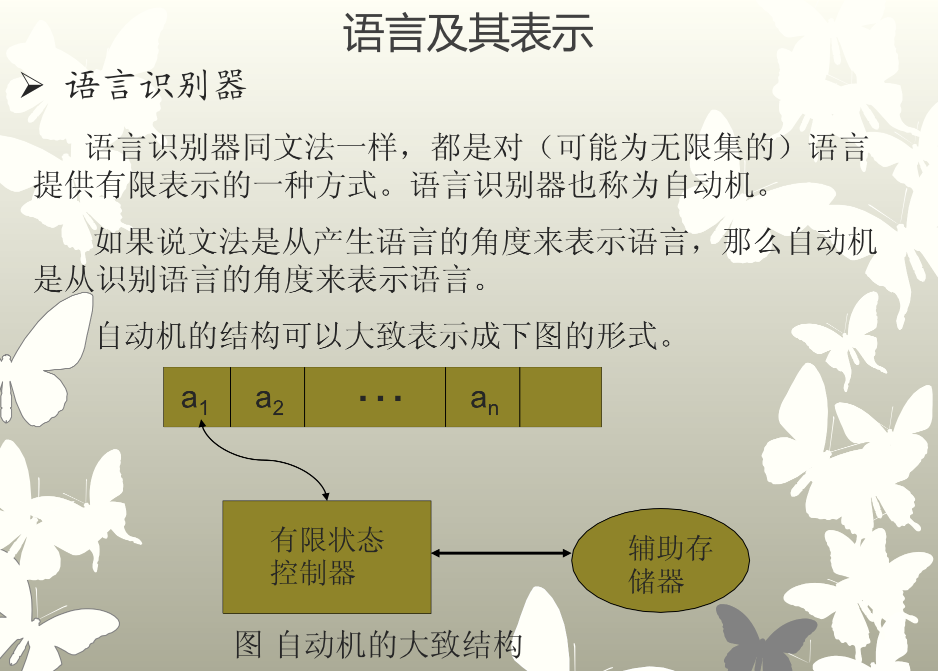 语言及其表示
➢ 语言识别器
语言识别器同文法一样，都是对（可能为无限集的）语言
提供有限表示的一种方式。语言识别器也称为自动机。
如果说文法是从产生语言的角度来表示语言，那么自动机
是从识别语言的角度来表示语言。
自动机的结构可以大致表示成下图的形式。
a1 a2 ··· an
有限状态
控制器
辅助存
储器
图 自动机的大致结构